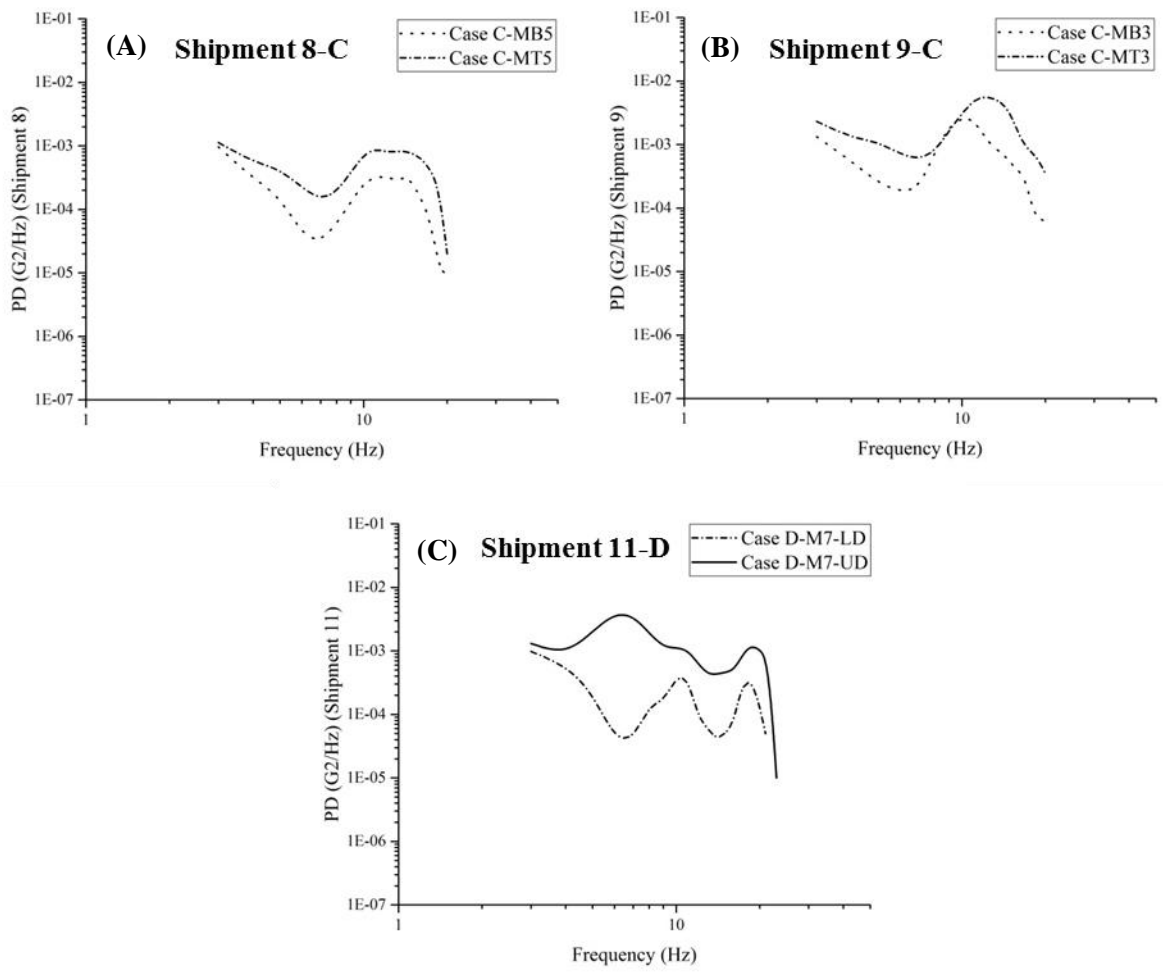 (A) Shipment 8-C
Case C-MB5
Case C-MT5
1E-01
1E-02
1E-03
1E-04
1E-05
1E-06
1E-07
PD (G2/Hz) (Shipment 8)
1
10
Frequency (Hz)
(B) Shipment 9-C
Case C-MB3
Case C-MT3
1E-01
1E-02
1E-03
1E-04
1E-05
1E-06
1E-07
PD (G2/Hz) (Shipment 9)
1
10
Frequency (Hz)
(C) Shipment 11-D
Case D-M7-LD
Case D-M7-UD
1E-01
1E-02
1E-03
1E-04
1E-05
1E-06
1E-07
PD (G2/Hz) (Shipment 11)
1
10
Frequency (Hz)